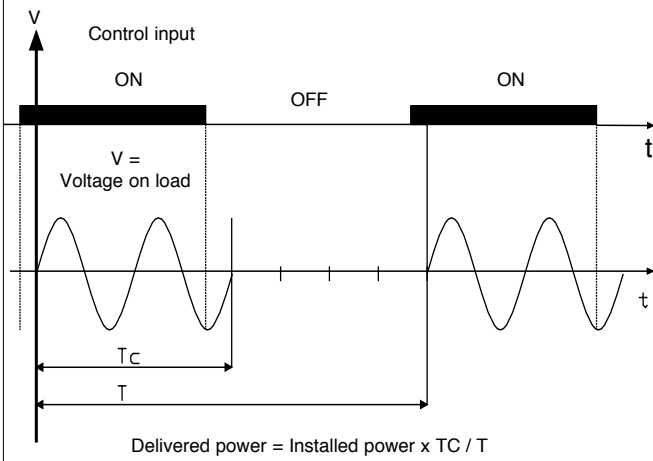 V
Control input
ON
ON
OFF
t
V =
Voltage on load
t
Tc
T
Delivered power = Installed power x TC / T